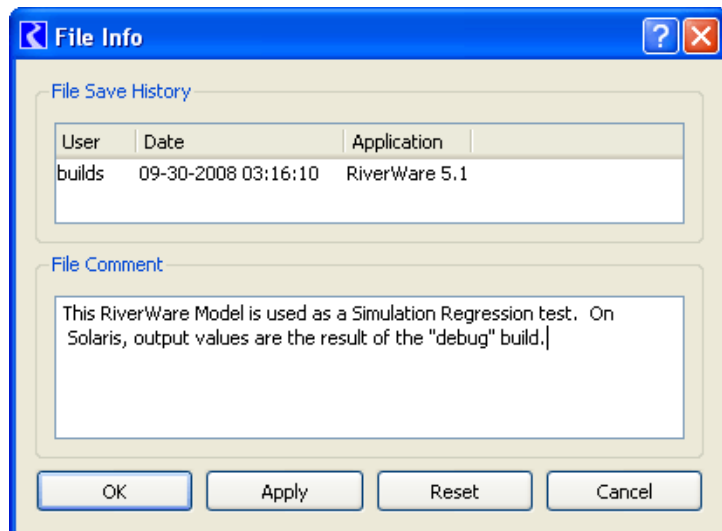 File Info
File Save History
User Date Application
builds 09-30-2008 03:16:10 RiverWare 5.1
File Comment
This RiverWare Model is used as a Simulation Regression test.  On
Solaris, output values are the result of the "debug" build.
OK Apply Reset Cancel